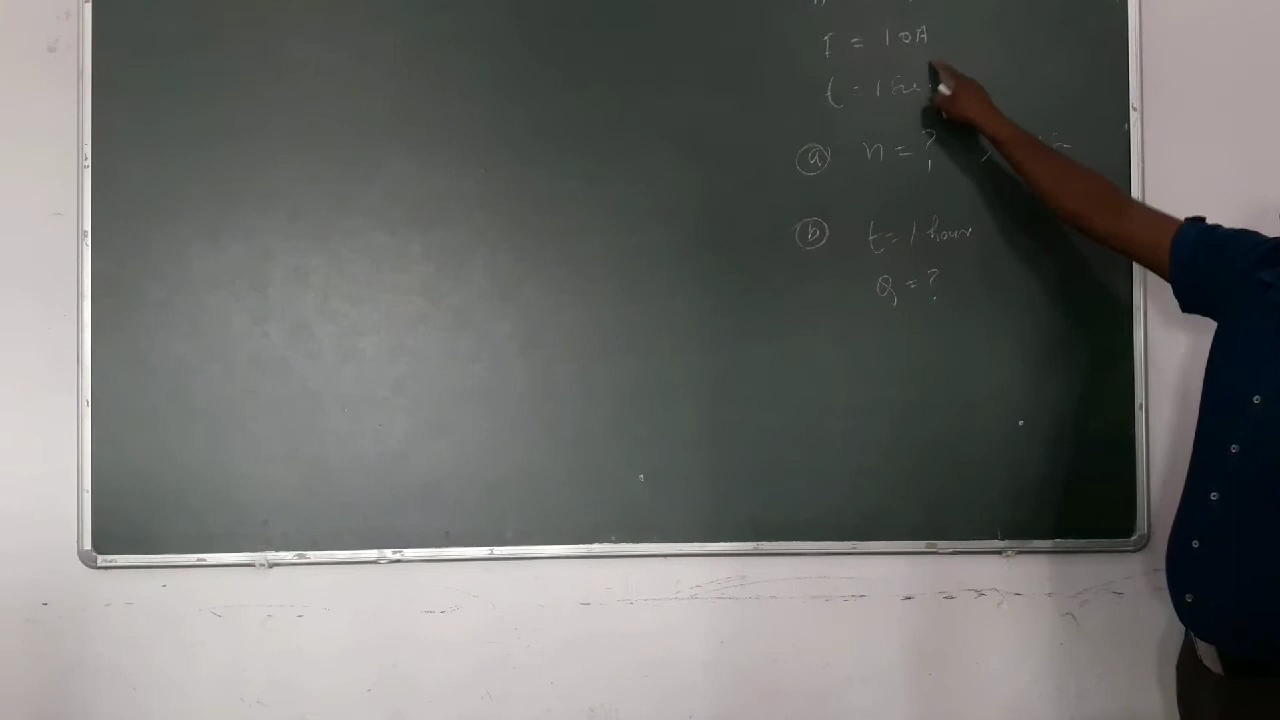 I = 10A
t = 1 Sec
(a) n = ?
(b) t = 1 hour
Q = ?